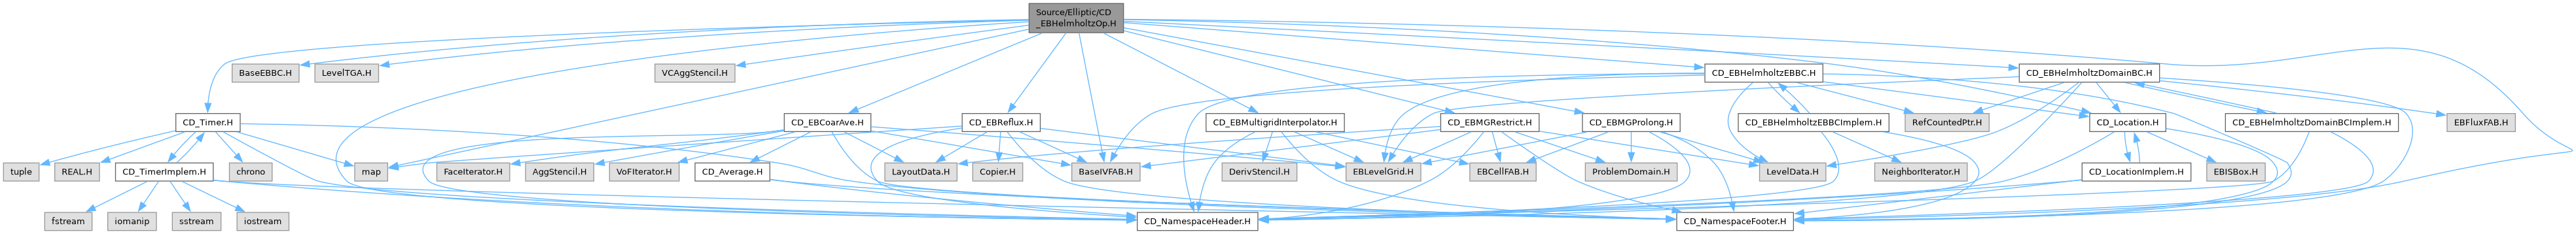 Source/Elliptic/CD
_EBHelmholtzOp.H
BaseEBBC.H
LevelTGA.H
VCAggStencil.H
CD_EBHelmholtzEBBC.H
CD_EBHelmholtzDomainBC.H
CD_Timer.H
CD_EBCoarAve.H
CD_EBReflux.H
CD_EBMultigridInterpolator.H
CD_EBMGRestrict.H
CD_EBMGProlong.H
CD_EBHelmholtzEBBCImplem.H
RefCountedPtr.H
CD_Location.H
CD_EBHelmholtzDomainBCImplem.H
EBFluxFAB.H
tuple
REAL.H
CD_TimerImplem.H
chrono
map
FaceIterator.H
AggStencil.H
VoFIterator.H
CD_Average.H
LayoutData.H
Copier.H
BaseIVFAB.H
DerivStencil.H
EBLevelGrid.H
EBCellFAB.H
ProblemDomain.H
LevelData.H
NeighborIterator.H
CD_LocationImplem.H
EBISBox.H
fstream
iomanip
sstream
iostream
CD_NamespaceHeader.H
CD_NamespaceFooter.H